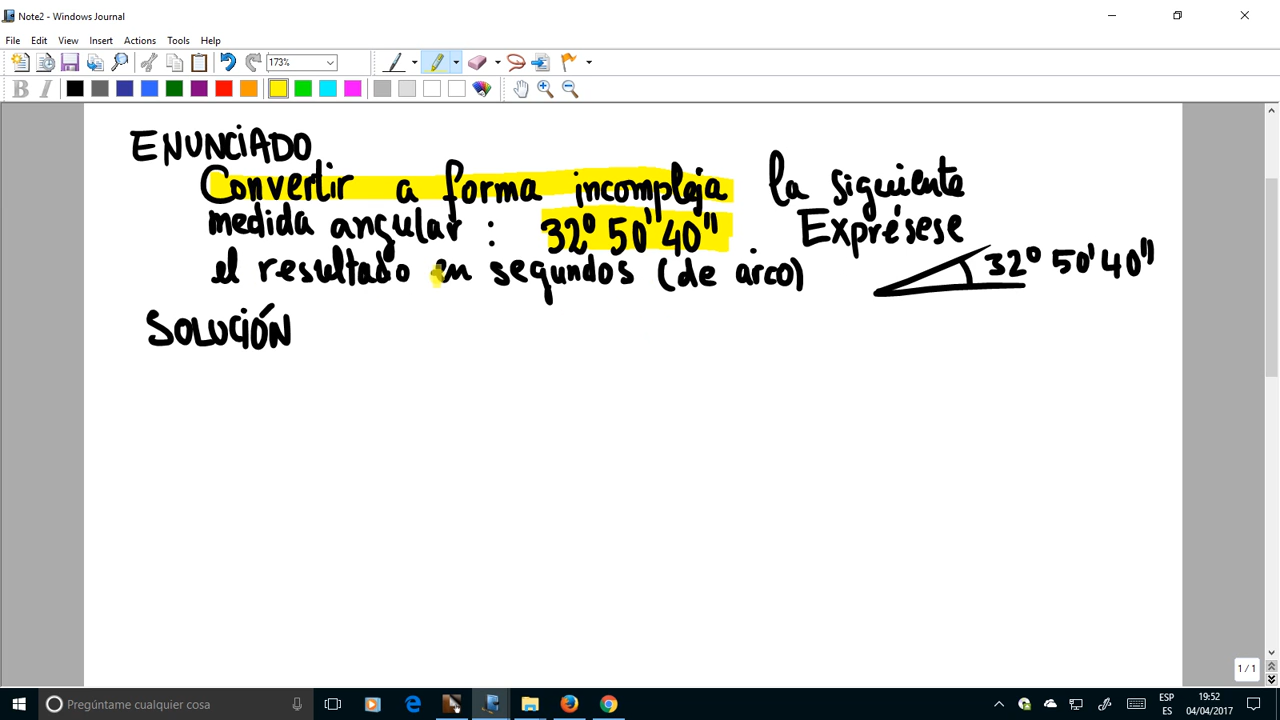 Note2 - Windows Journal
File Edit View Insert Actions Tools Help
173%
B I
ENUNCIADO
Convertir a forma incompleja la siguiente
medida angular : 32º 50' 40" Exprésese
el resultado en segundos (de arco)
32º 50' 40"
SOLUCIÓN
1 / 1
Pregúntame cualquier cosa
ESP
ES
19:52
04/04/2017